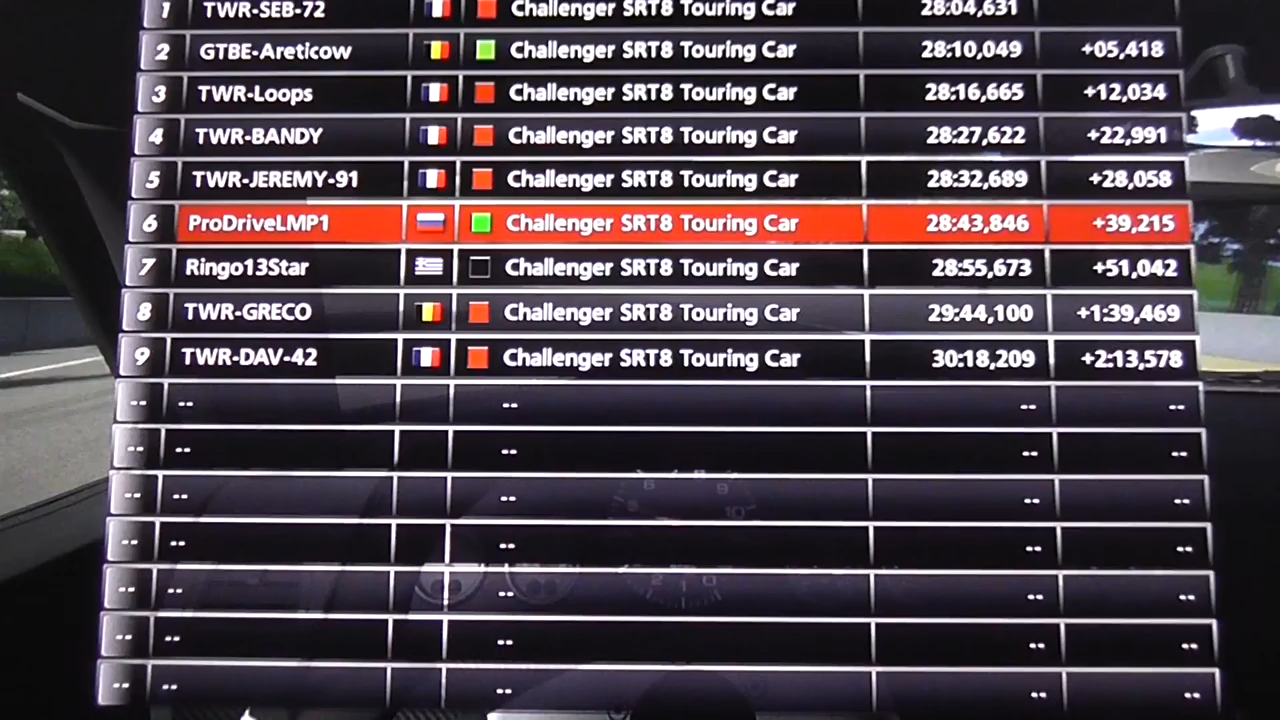 1 TWR-SEB-72 Challenger SRT8 Touring Car 28:04,631
2 GTBE-Areticow Challenger SRT8 Touring Car 28:10,049 +05,418
3 TWR-Loops Challenger SRT8 Touring Car 28:16,665 +12,034
4 TWR-BANDY Challenger SRT8 Touring Car 28:27,622 +22,991
5 TWR-JEREMY-91 Challenger SRT8 Touring Car 28:32,689 +28,058
6 ProDriveLMP1 Challenger SRT8 Touring Car 28:43,846 +39,215
7 Ringo13Star Challenger SRT8 Touring Car 28:55,673 +51,042
8 TWR-GRECO Challenger SRT8 Touring Car 29:44,100 +1:39,469
9 TWR-DAV-42 Challenger SRT8 Touring Car 30:18,209 +2:13,578
-- -- -- -- --
-- -- -- -- --
-- -- -- -- --
-- -- -- -- --
-- -- -- -- --
-- -- -- -- --
-- -- -- -- --